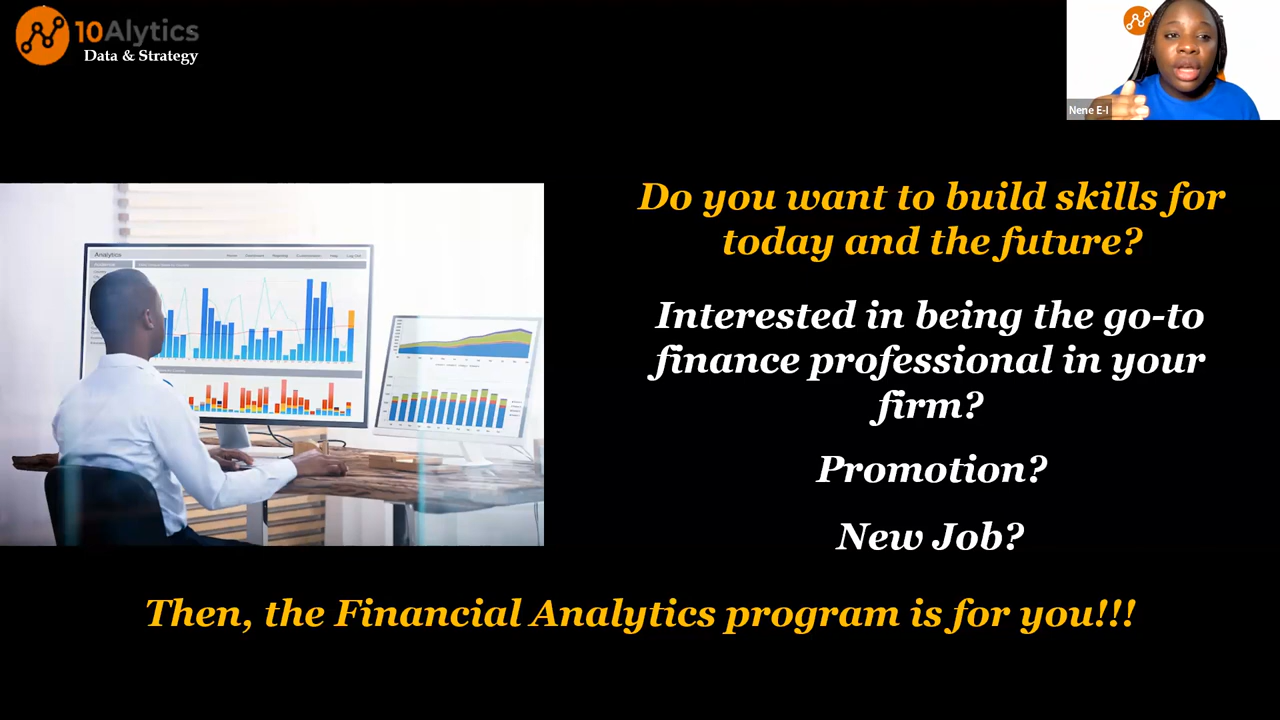 10Alytics
Data & Strategy
Nene E-I
Do you want to build skills for
today and the future?
Interested in being the go-to
finance professional in your
firm?
Promotion?
New Job?
Then, the Financial Analytics program is for you!!!
Analytics